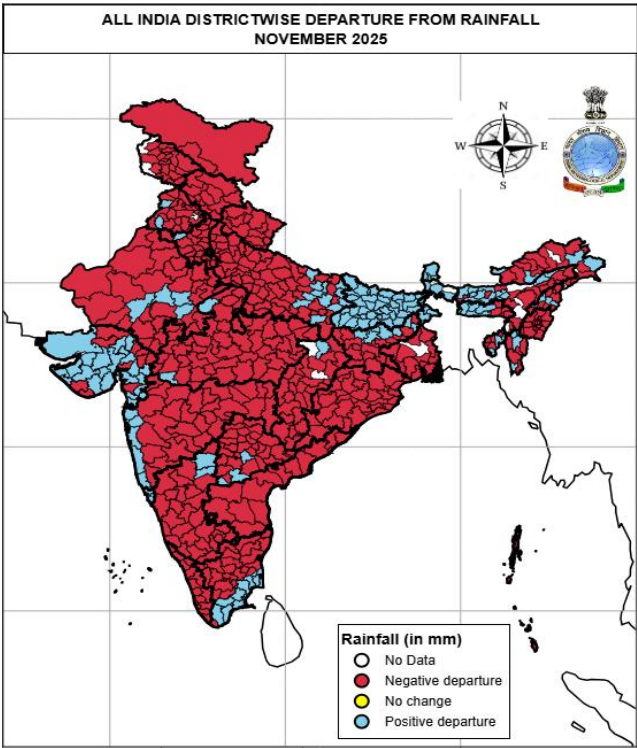 ALL INDIA DISTRICTWISE DEPARTURE FROM RAINFALL
NOVEMBER 2025
N
W
E
S
Rainfall (in mm)
No Data
Negative departure
No change
Positive departure